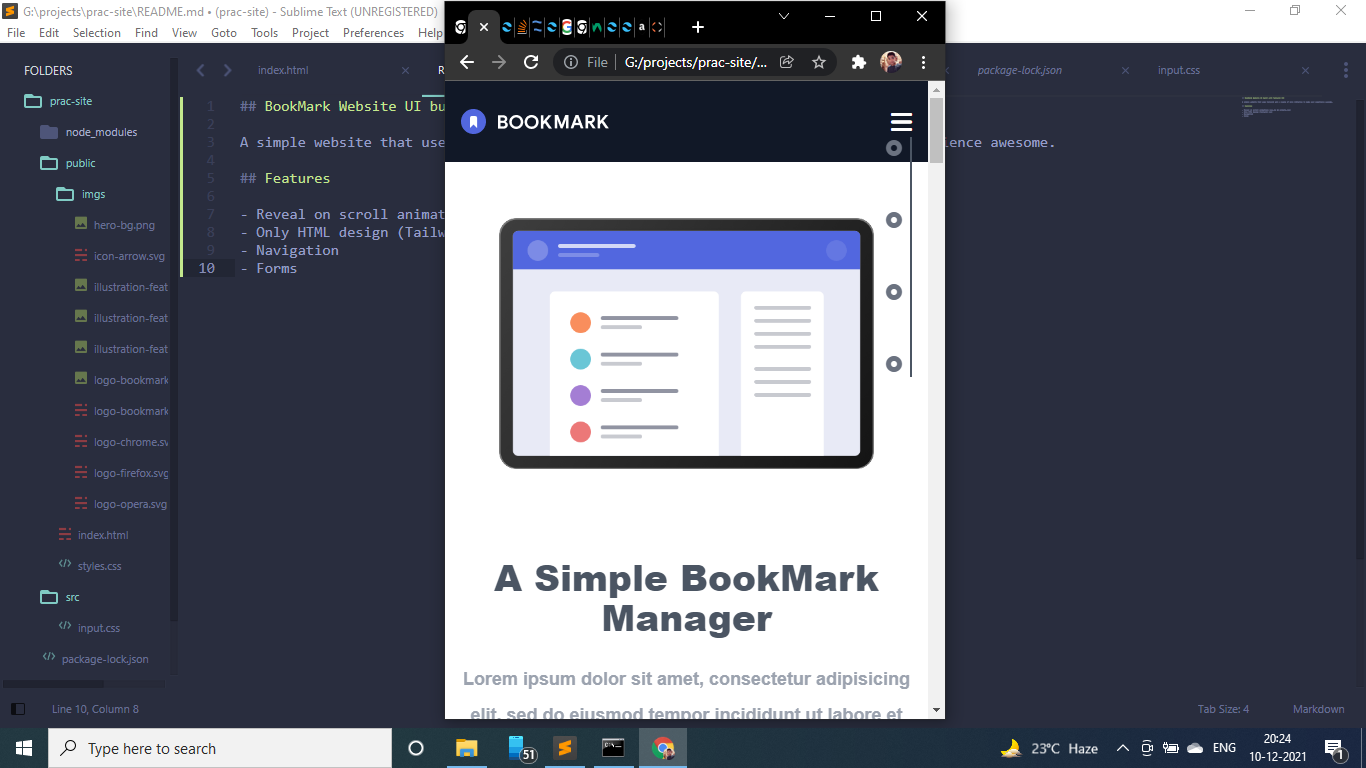 G:\projects\prac-site\README.md • (prac-site) - Sublime Text (UNREGISTERED)
File Edit Selection Find View Goto Tools Project Preferences Help
FOLDERS
prac-site
node_modules
public
imgs
hero-bg.png
icon-arrow.svg
illustration-feat
illustration-feat
illustration-feat
logo-bookmark
logo-bookmark
logo-chrome.sv
logo-firefox.svg
logo-opera.svg
index.html
styles.css
src
input.css
package-lock.json
index.html
package-lock.json
input.css
1 ## BookMark Website UI bu
2
3 A simple website that use
ience awesome.
4
5 ## Features
6
7 - Reveal on scroll animat
8 - Only HTML design (Tailw
9 - Navigation
10 - Forms
File G:/projects/prac-site/...
BOOKMARK
A Simple BookMark
Manager
Lorem ipsum dolor sit amet, consectetur adipisicing
elit, sed do eiusmod tempor incididunt ut labore et
Line 10, Column 8
Tab Size: 4
Markdown
Type here to search
51
23°C Haze
ENG
20:24
10-12-2021
1